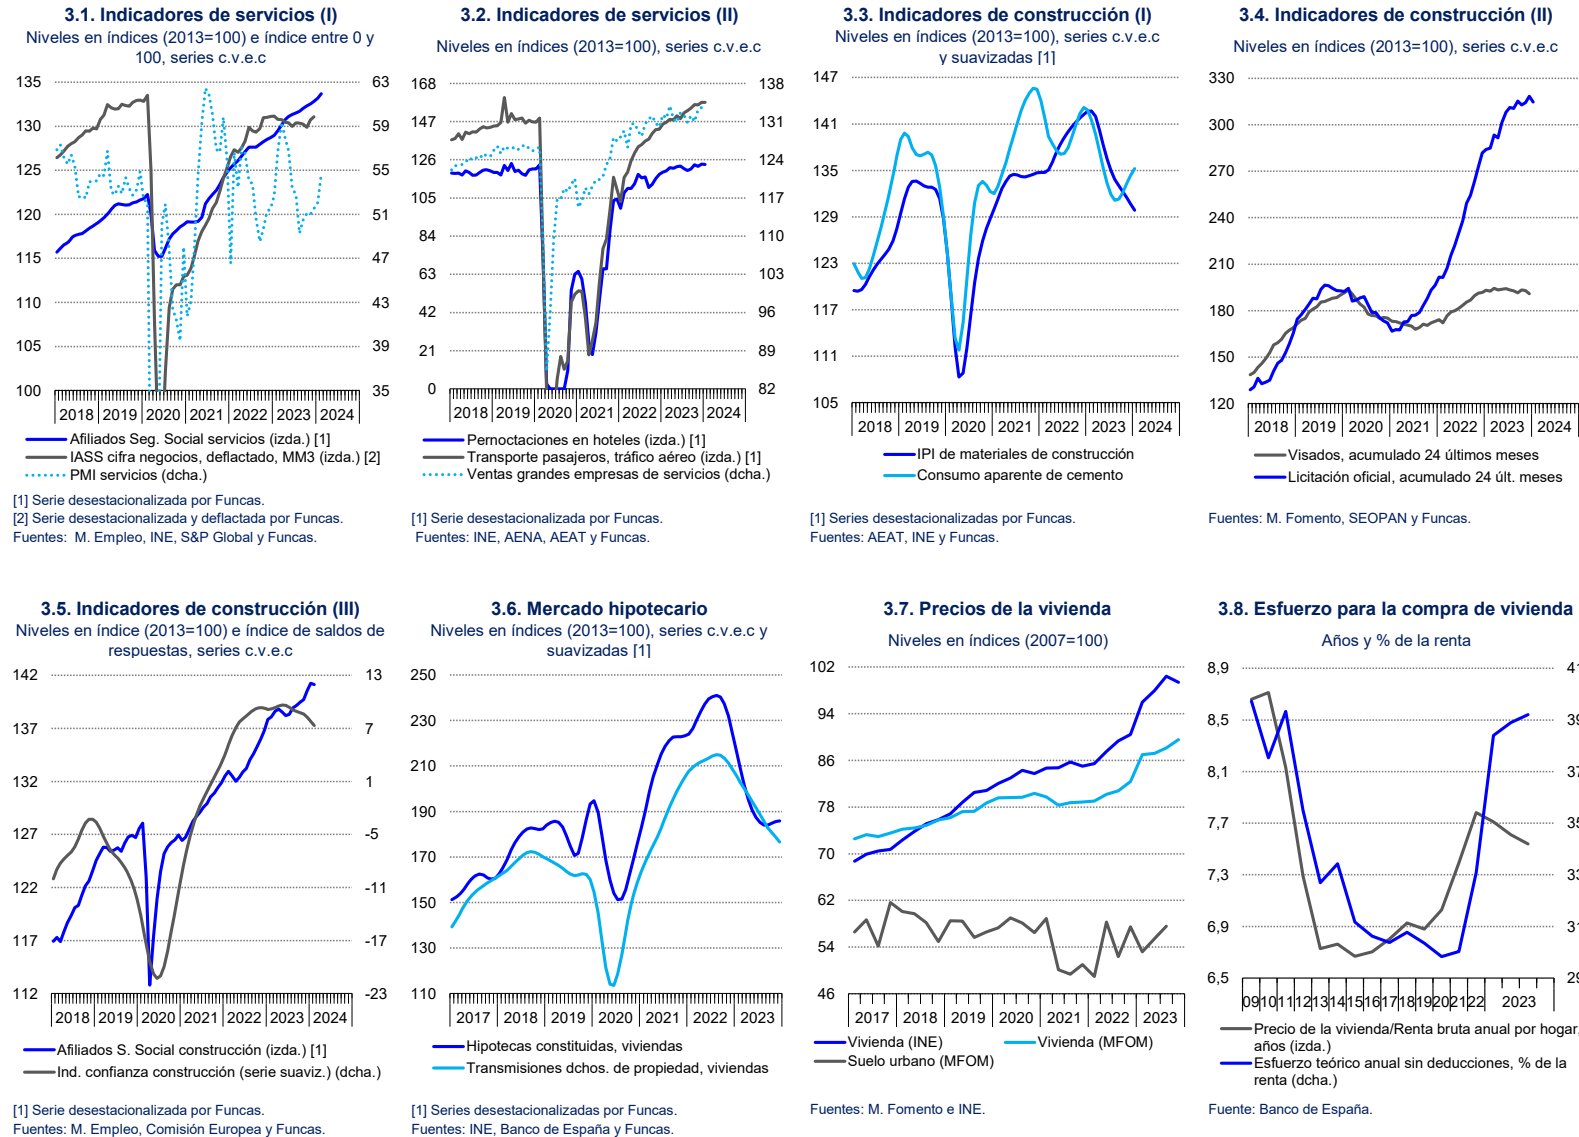 3.1. Indicadores de servicios (I)
Niveles en índices (2013=100) e índice entre 0 y
100, series c.v.e.c
135
130
125
120
115
110
105
100
63
59
55
51
47
43
39
35
2018 2019 2020 2021 2022 2023 2024
Afiliados Seg. Social servicios (izda.) [1]
IASS cifra negocios, deflactado, MM3 (izda.) [2]
PMI servicios (dcha.)
[1] Serie desestacionalizada por Funcas.
[2] Serie desestacionalizada y deflactada por Funcas.
Fuentes: M. Empleo, INE, S&P Global y Funcas.
3.2. Indicadores de servicios (II)
Niveles en índices (2013=100), series c.v.e.c
168
147
126
105
84
63
42
21
0
138
131
124
117
110
103
96
89
82
2018 2019 2020 2021 2022 2023 2024
Pernoctaciones en hoteles (izda.) [1]
Transporte pasajeros, tráfico aéreo (izda.) [1]
Ventas grandes empresas de servicios (dcha.)
[1] Serie desestacionalizada por Funcas.
Fuentes: INE, AENA, AEAT y Funcas.
3.3. Indicadores de construcción (I)
Niveles en índices (2013=100), series c.v.e.c
y suavizadas [1]
147
141
135
129
123
117
111
105
2018 2019 2020 2021 2022 2023 2024
IPI de materiales de construcción
Consumo aparente de cemento
[1] Series desestacionalizadas por Funcas.
Fuentes: AEAT, INE y Funcas.
3.4. Indicadores de construcción (II)
Niveles en índices (2013=100), series c.v.e.c
330
300
270
240
210
180
150
120
2018 2019 2020 2021 2022 2023 2024
Visados, acumulado 24 últimos meses
Licitación oficial, acumulado 24 últ. meses
Fuentes: M. Fomento, SEOPAN y Funcas.
3.5. Indicadores de construcción (III)
Niveles en índice (2013=100) e índice de saldos de
respuestas, series c.v.e.c
142
137
132
127
122
117
112
13
7
1
-5
-11
-17
-23
2018 2019 2020 2021 2022 2023 2024
Afiliados S. Social construcción (izda.) [1]
Ind. confianza construcción (serie suaviz.) (dcha.)
[1] Serie desestacionalizada por Funcas.
Fuentes: M. Empleo, Comisión Europea y Funcas.
3.6. Mercado hipotecario
Niveles en índices (2013=100), series c.v.e.c y
suavizadas [1]
250
230
210
190
170
150
130
110
2017 2018 2019 2020 2021 2022 2023
Hipotecas constituidas, viviendas
Transmisiones dchos. de propiedad, viviendas
[1] Series desestacionalizadas por Funcas.
Fuentes: INE, Banco de España y Funcas.
3.7. Precios de la vivienda
Niveles en índices (2007=100)
102
94
86
78
70
62
54
46
2017 2018 2019 2020 2021 2022 2023
Vivienda (INE) Vivienda (MFOM)
Suelo urbano (MFOM)
Fuentes: M. Fomento e INE.
3.8. Esfuerzo para la compra de vivienda
Años y % de la renta
8,9
8,5
8,1
7,7
7,3
6,9
6,5
41
39
37
35
33
31
29
09 10 11 12 13 14 15 16 17 18 19 20 21 22 2023
Precio de la vivienda/Renta bruta anual por hogar,
años (izda.)
Esfuerzo teórico anual sin deducciones, % de la
renta (dcha.)
Fuente: Banco de España.